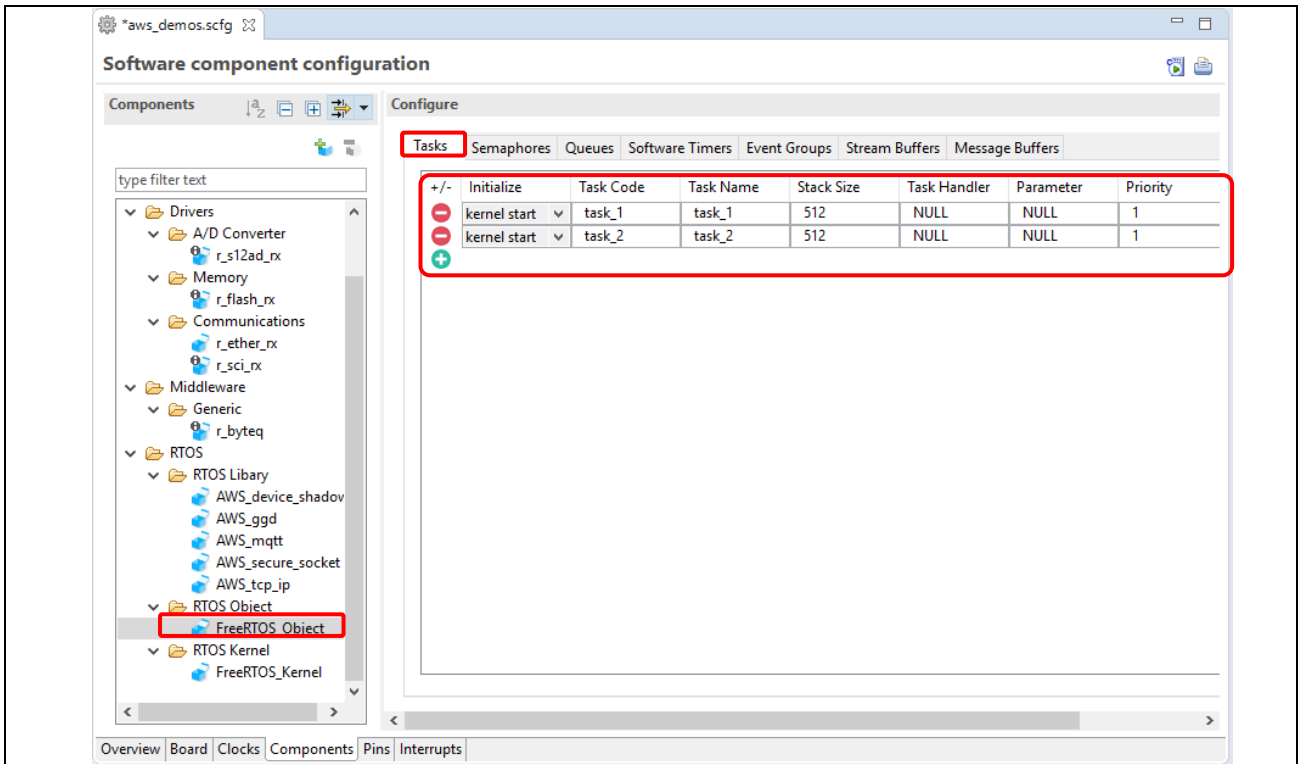 *aws_demos.scfg
Software component configuration
Components
Configure
type filter text
Drivers
A/D Converter
r_s12ad_rx
Memory
r_flash_rx
Communications
r_ether_rx
r_sci_rx
Middleware
Generic
r_byteq
RTOS
RTOS Libary
AWS_device_shadov
AWS_ggd
AWS_mqtt
AWS_secure_socket
AWS_tcp_ip
RTOS Object
FreeRTOS_Object
RTOS Kernel
FreeRTOS_Kernel
Tasks Semaphores Queues Software Timers Event Groups Stream Buffers Message Buffers
+/- Initialize Task Code Task Name Stack Size Task Handler Parameter Priority
kernel start task_1 task_1 512 NULL NULL 1
kernel start task_2 task_2 512 NULL NULL 1
Overview Board Clocks Components Pins Interrupts